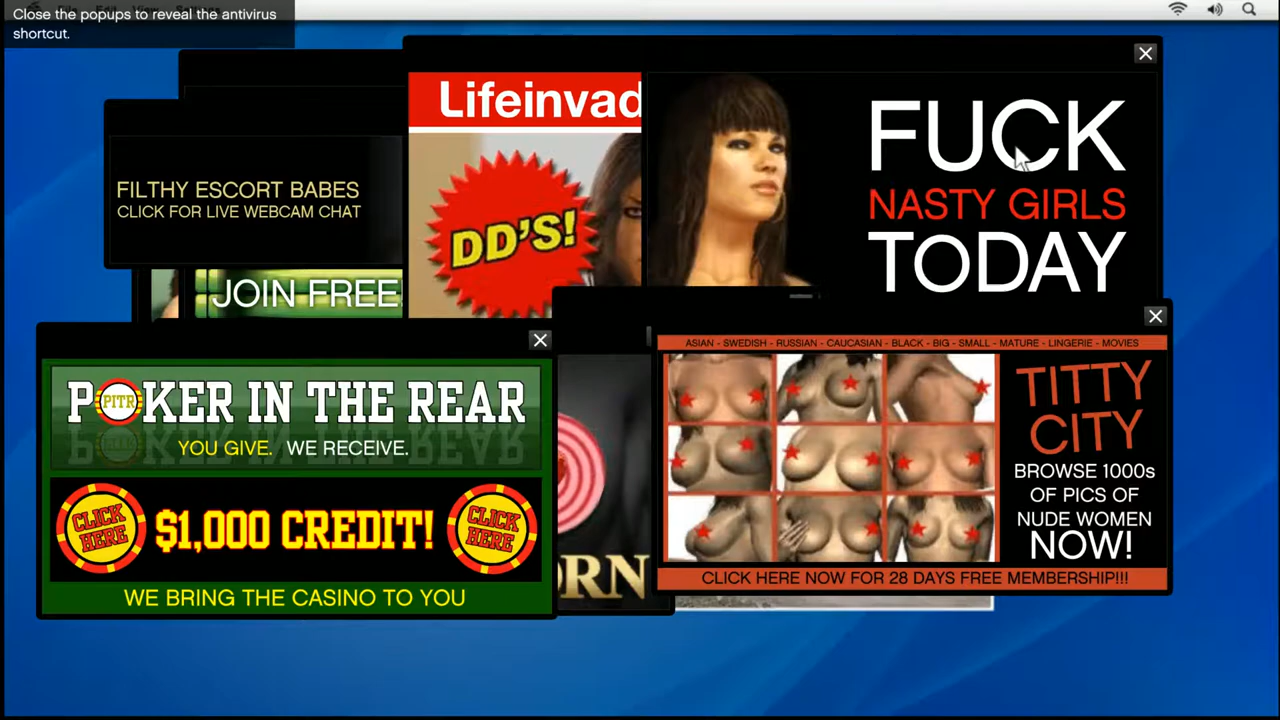 Close the popups to reveal the antivirus
shortcut.
Lifeinvad
DD'S!
FUCK
NASTY GIRLS
TODAY
FILTHY ESCORT BABES
CLICK FOR LIVE WEBCAM CHAT
JOIN FREE
POKER IN THE REAR
PITR
YOU GIVE. WE RECEIVE.
CLICK HERE
$1,000 CREDIT!
CLICK HERE
WE BRING THE CASINO TO YOU
ORN
ASIAN - SWEDISH - RUSSIAN - CAUCASIAN - BLACK - BIG - SMALL - MATURE - LINGERIE - MOVIES
TITTY
CITY
BROWSE 1000s
OF PICS OF
NUDE WOMEN
NOW!
CLICK HERE NOW FOR 28 DAYS FREE MEMBERSHIP!!!